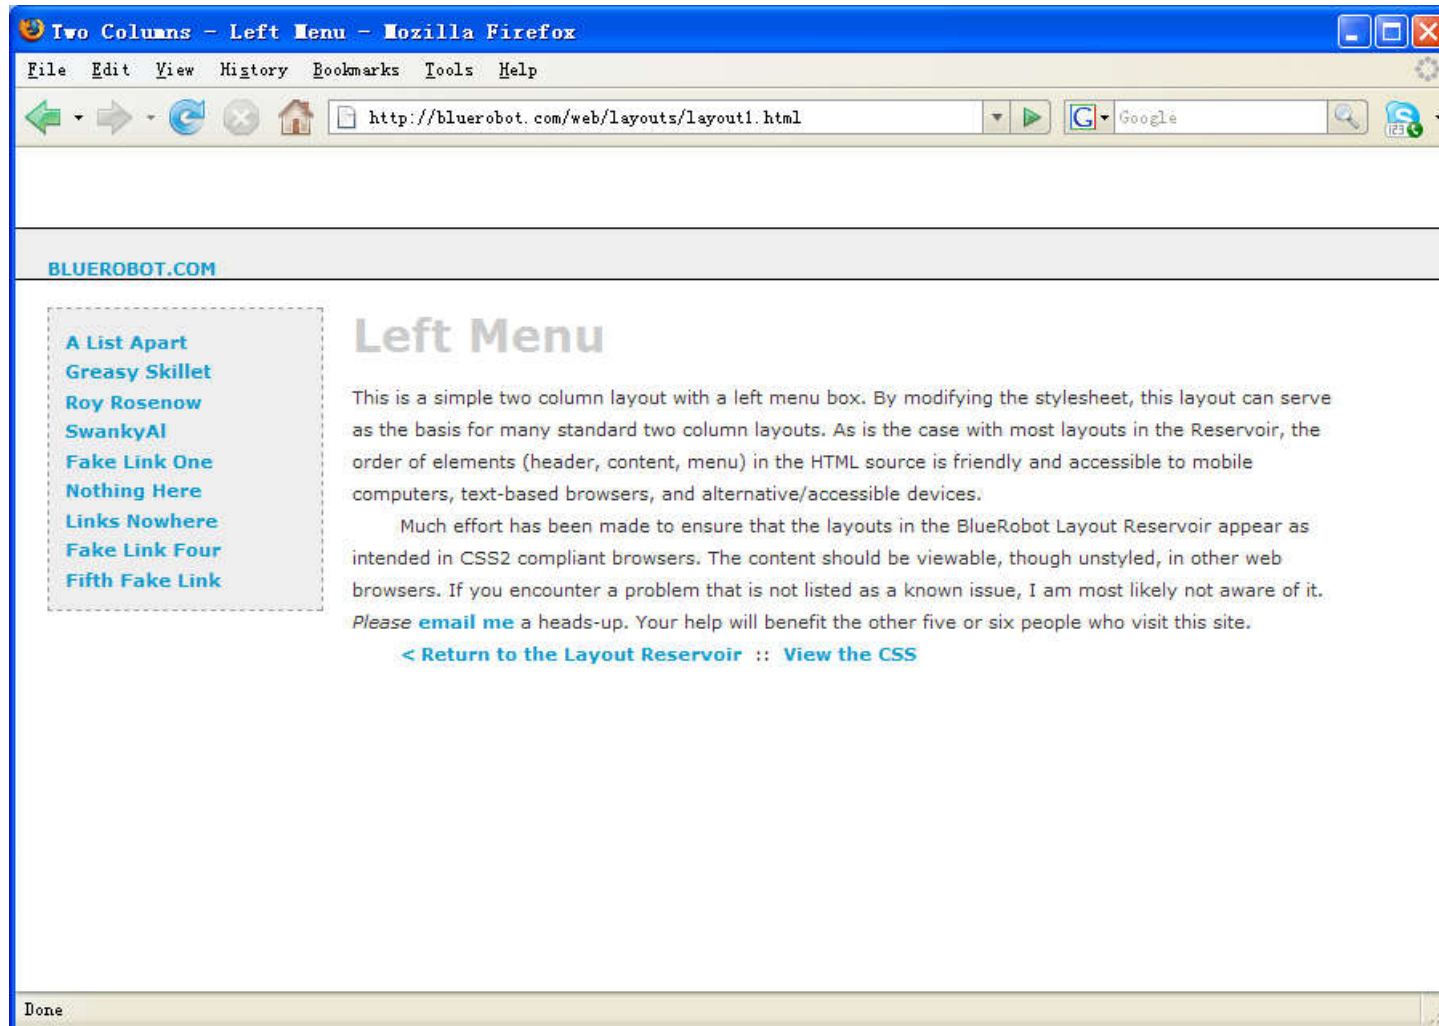 Two Columns - Left Menu - Mozilla Firefox
File Edit View History Bookmarks Tools Help
http://bluerobot.com/web/layouts/layout1.html
G Google
123
BLUEROBOT.COM
A List Apart
Greasy Skillet
Roy Rosenow
SwankyAl
Fake Link One
Nothing Here
Links Nowhere
Fake Link Four
Fifth Fake Link
Left Menu
This is a simple two column layout with a left menu box. By modifying the stylesheet, this layout can serve
as the basis for many standard two column layouts. As is the case with most layouts in the Reservoir, the
order of elements (header, content, menu) in the HTML source is friendly and accessible to mobile
computers, text-based browsers, and alternative/accessible devices.
Much effort has been made to ensure that the layouts in the BlueRobot Layout Reservoir appear as
intended in CSS2 compliant browsers. The content should be viewable, though unstyled, in other web
browsers. If you encounter a problem that is not listed as a known issue, I am most likely not aware of it.
Please email me a heads-up. Your help will benefit the other five or six people who visit this site.
< Return to the Layout Reservoir :: View the CSS
Done